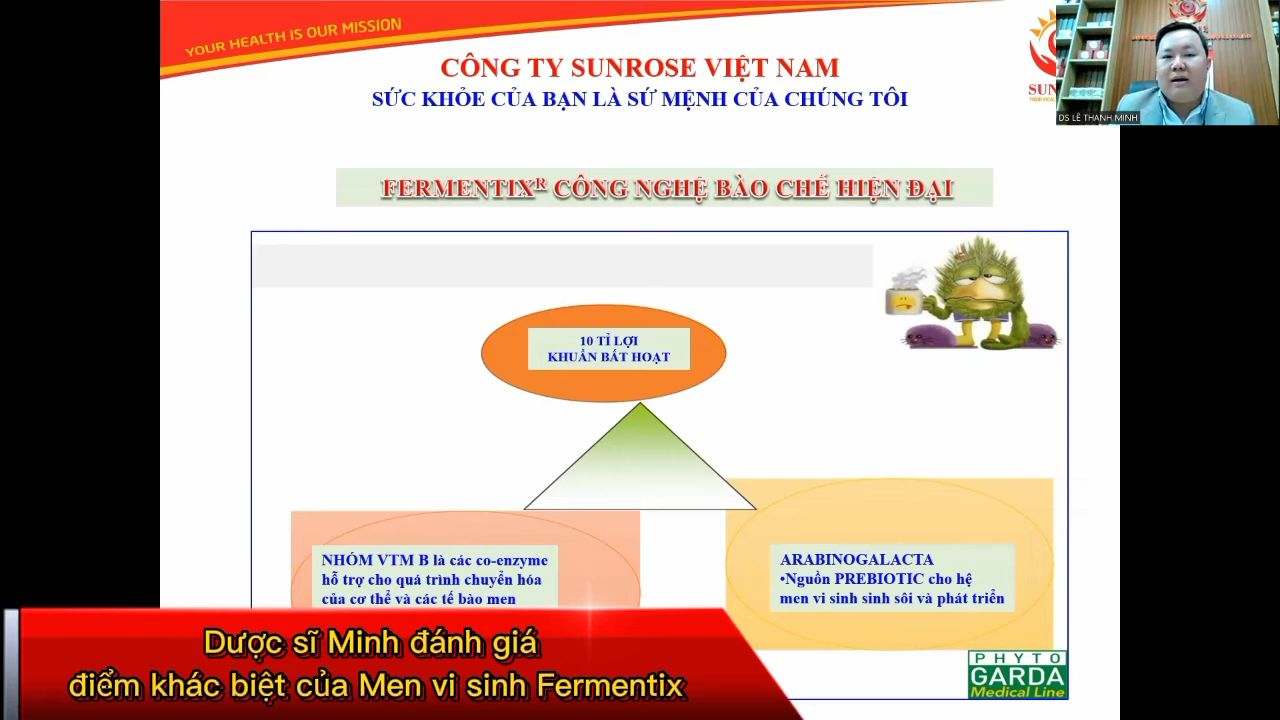 YOUR HEALTH IS OUR MISSION
CÔNG TY SUNROSE VIỆT NAM
SỨC KHỎE CỦA BẠN LÀ SỨ MỆNH CỦA CHÚNG TÔI
DS LÊ THANH MINH
FERMENTIXᴿ CÔNG NGHỆ BÀO CHẾ HIỆN ĐẠI
10 TỈ LỢI
KHUẨN BẤT HOẠT
NHÓM VTM B là các co-enzyme
hỗ trợ cho quá trình chuyển hóa
của cơ thể và các tế bào men
ARABINOGALACTA
•Nguồn PREBIOTIC cho hệ
men vi sinh sinh sôi và phát triển
Dược sĩ Minh đánh giá
điểm khác biệt của Men vi sinh Fermentix
PHYTO
GARDA
Medical Line